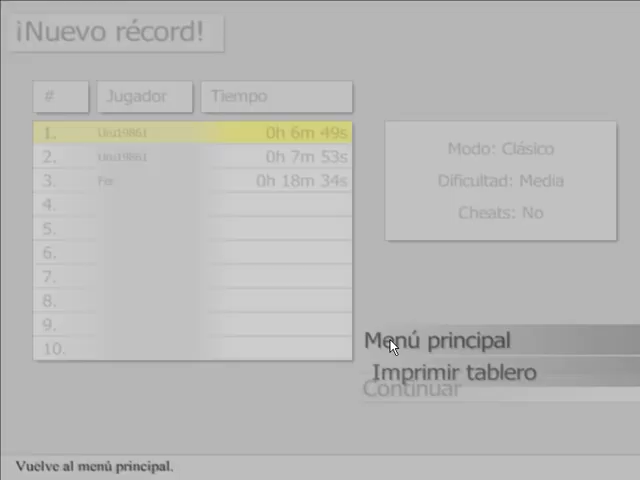 ¡Nuevo récord!
# Jugador Tiempo
1. 0h 6m 49s
2. 0h 7m 53s
3. 0h 18m 34s
4.
5.
6.
7.
8.
9.
10.
Modo: Clásico
Dificultad: Media
Cheats: No
Menú principal
Imprimir tablero
Continuar
Vuelve al menú principal.